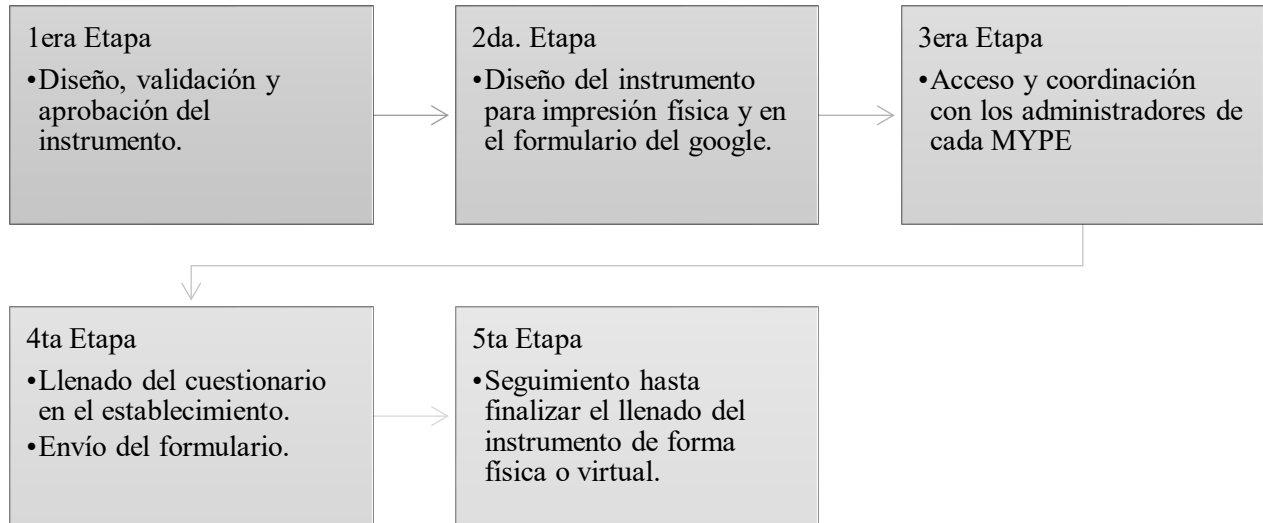 1era Etapa
•Diseño, validación y
aprobación del
instrumento.
2da. Etapa
•Diseño del instrumento
para impresión física y en
el formulario del google.
3era Etapa
•Acceso y coordinación
con los administradores de
cada MYPE
4ta Etapa
•Llenado del cuestionario
en el establecimiento.
•Envío del formulario.
5ta Etapa
•Seguimiento hasta
finalizar el llenado del
instrumento de forma
física o virtual.